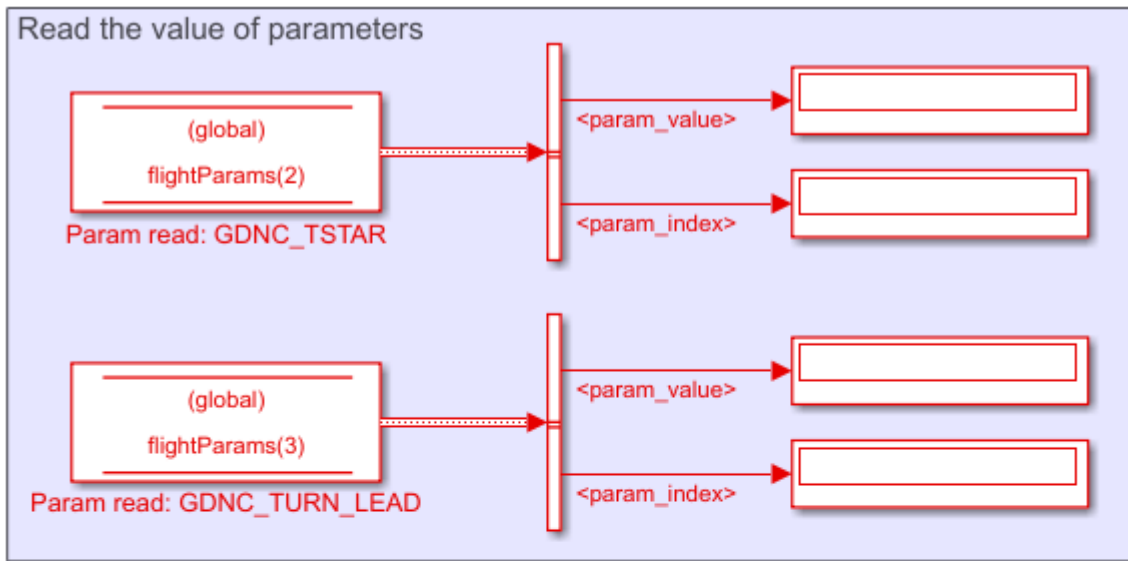 Read the value of parameters
(global)
flightParams(2)
Param read: GDNC_TSTAR
<param_value>
<param_index>
(global)
flightParams(3)
Param read: GDNC_TURN_LEAD
<param_value>
<param_index>